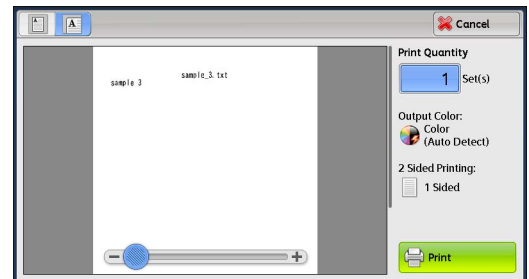 A
A
Cancel
sample_3.txt
sample 3
Print Quantity
1 Set(s)
Output Color:
Color
(Auto Detect)
2 Sided Printing:
1 Sided
Print